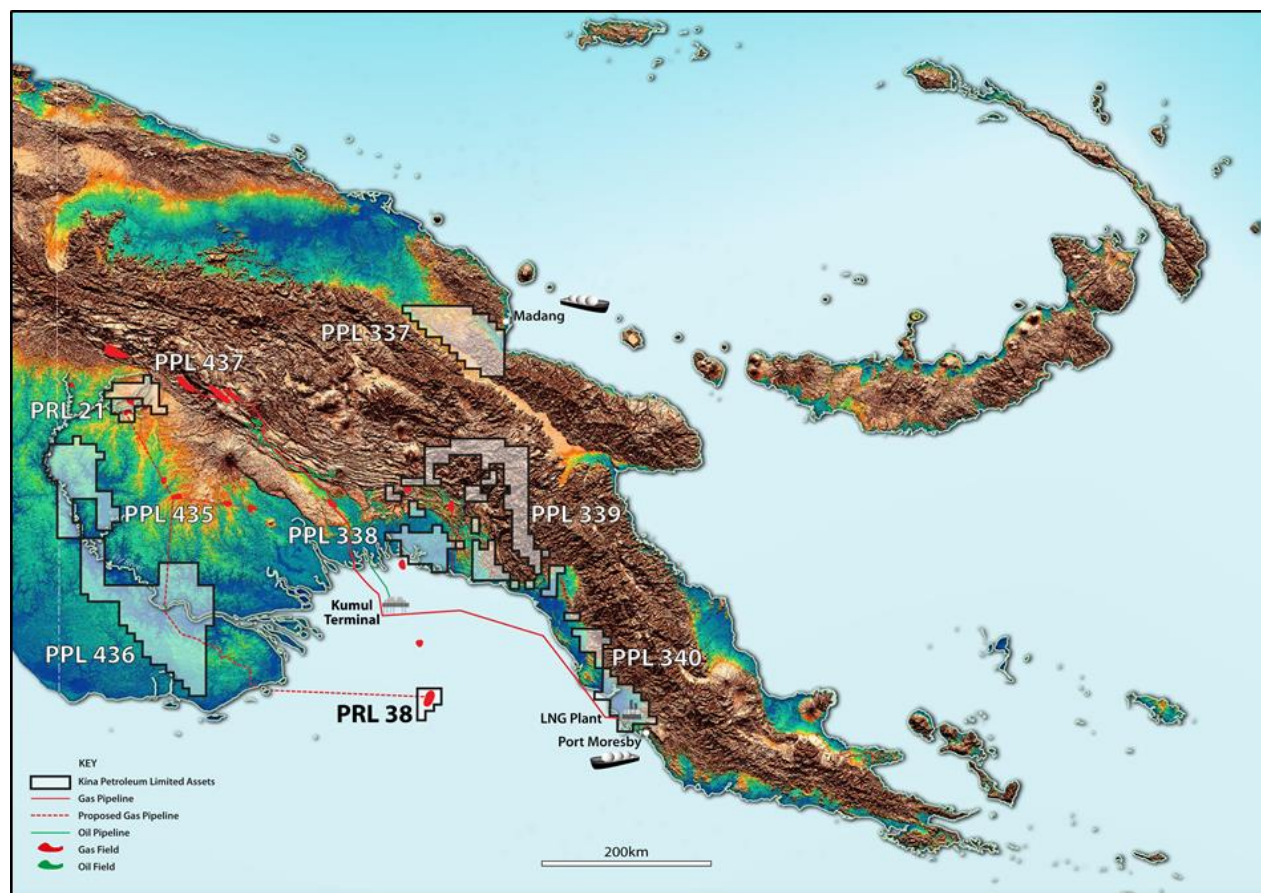 Madang
PPL 337
PPL 437
PRL 21
PPL 435
PPL 339
PPL 338
Kumul
Terminal
PPL 436
PPL 340
PRL 38
LNG Plant
Port Moresby
KEY
Kina Petroleum Limited Assets
Gas Pipeline
Proposed Gas Pipeline
Oil Pipeline
Gas Field
Oil Field
200km